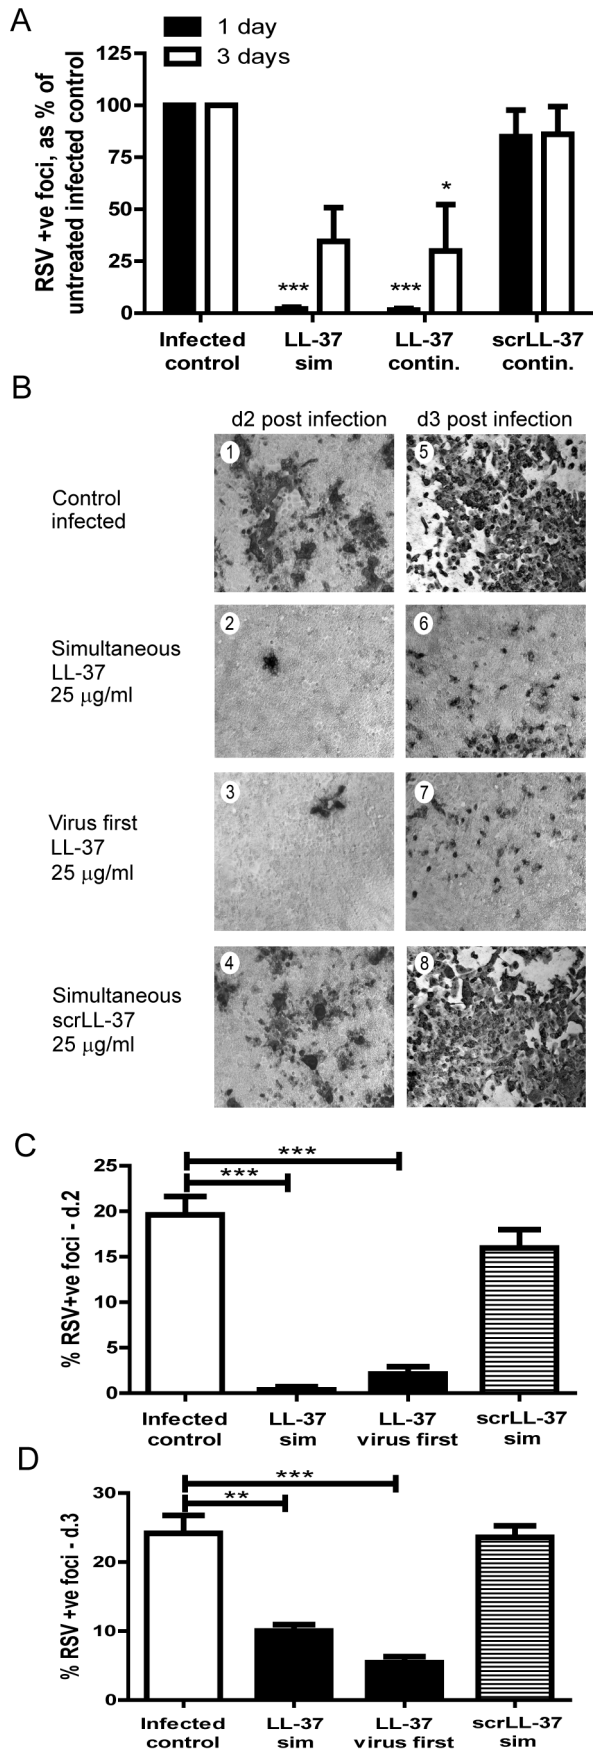 A
1 day
3 days
RSV +ve foci, as % of
untreated infected control
125
100
75
50
25
0
***
***
*
Infected
control
LL-37
sim
LL-37
contin.
scrLL-37
contin.
B
d2 post infection
d3 post infection
Control
infected
1
5
Simultaneous
LL-37
25 μg/ml
2
6
Virus first
LL-37
25 μg/ml
3
7
Simultaneous
scrLL-37
25 μg/ml
4
8
C
% RSV+ve foci - d.2
25
20
15
10
5
0
***
***
Infected
control
LL-37
sim
LL-37
virus first
scrLL-37
sim
D
% RSV +ve foci - d.3
30
20
10
0
***
**
Infected
control
LL-37
sim
LL-37
virus first
scrLL-37
sim